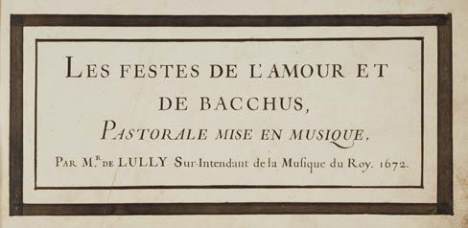 LES FESTES DE L'AMOUR ET
DE BACCHUS,
PASTORALE MISE EN MUSIQUE.
PAR M.R DE LULLY Sur-Intendant de la Musique du Roy. 1672.